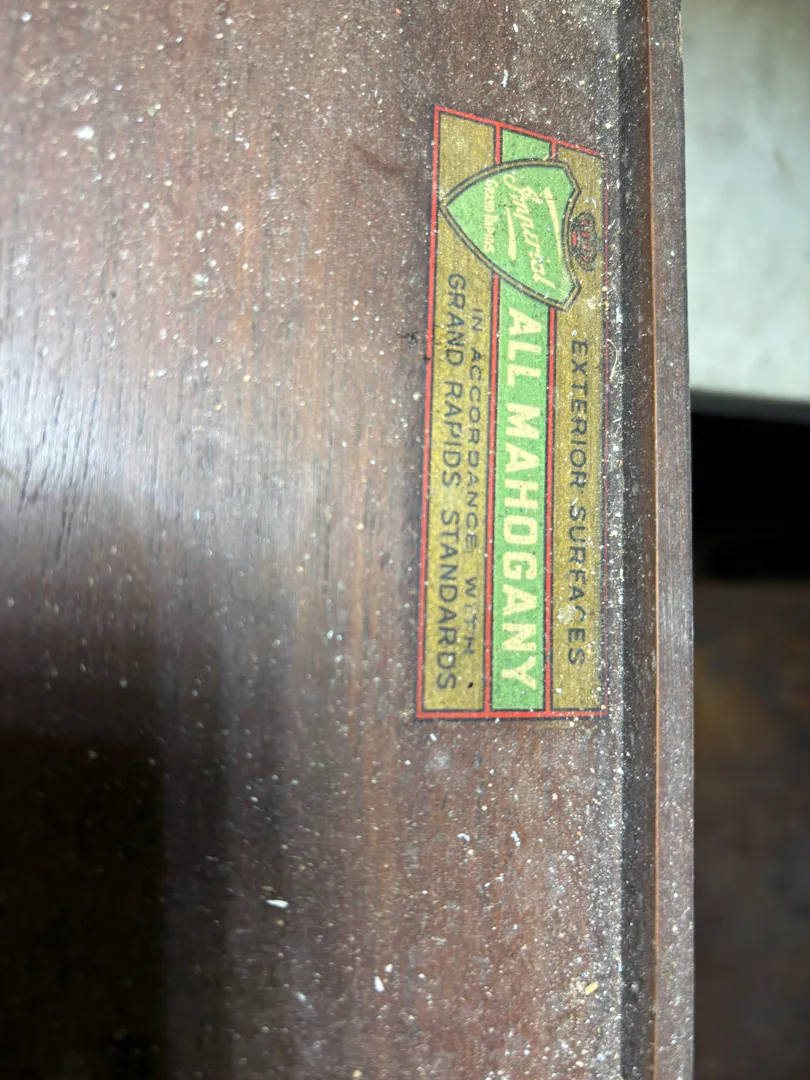 Imperial
GRAND RAPIDS
EXTERIOR SURFACES
ALL MAHOGANY
IN ACCORDANCE WITH
GRAND RAPIDS STANDARDS